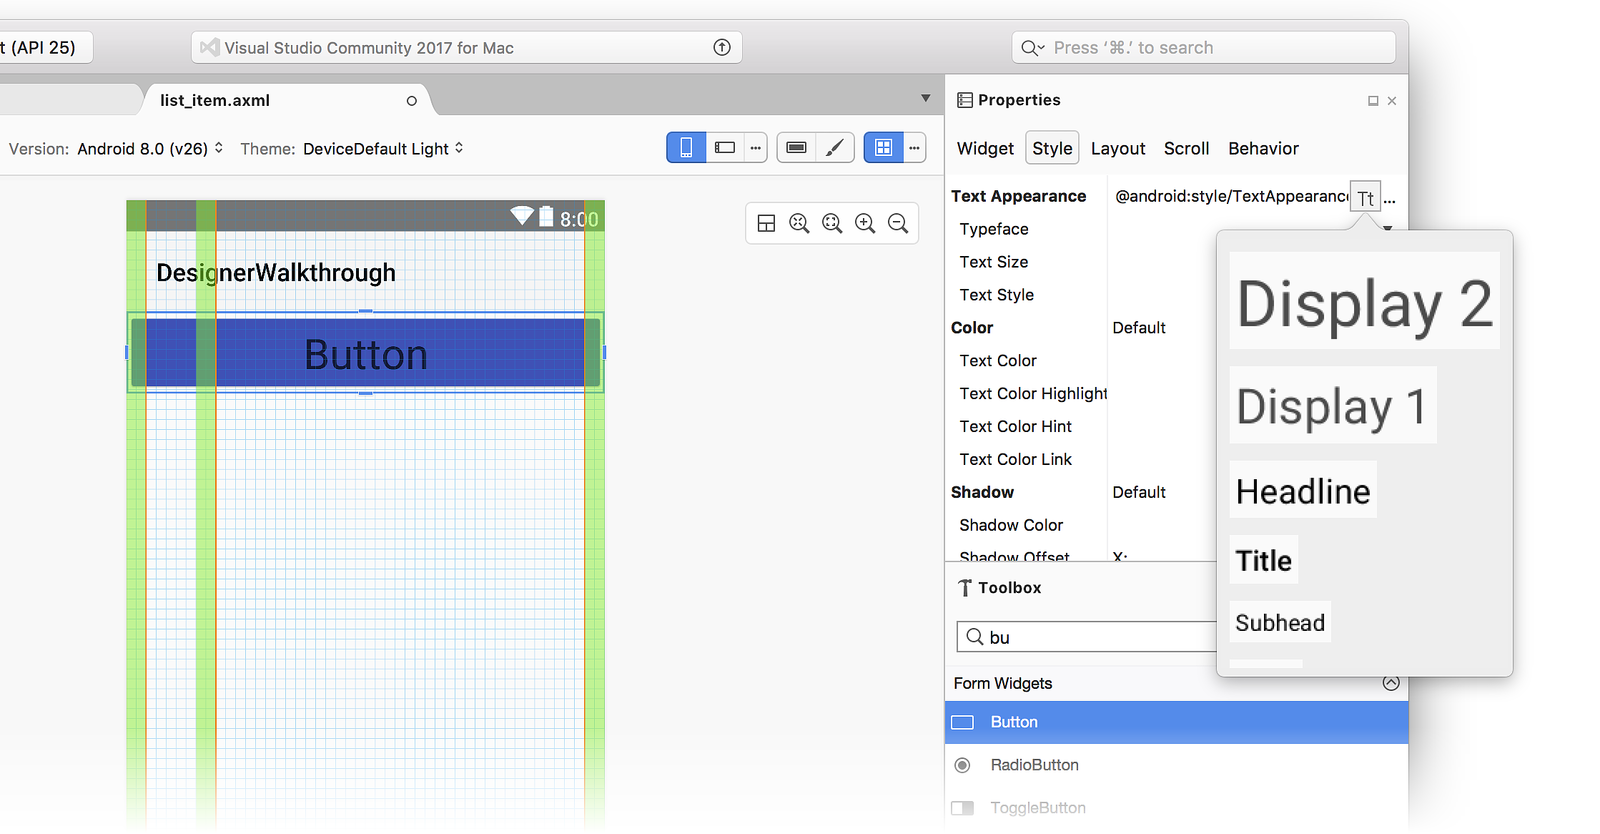 t (API 25)
Visual Studio Community 2017 for Mac
Press ‘⌘.’ to search
list_item.axml
Properties
Version: Android 8.0 (v26)
Theme: DeviceDefault Light
Widget Style Layout Scroll Behavior
8:00
DesignerWalkthrough
Button
Text Appearance @android:style/TextAppearance Tt ...
Typeface
Text Size
Text Style
Color Default
Text Color
Text Color Highlight
Text Color Hint
Text Color Link
Shadow Default
Shadow Color
Shadow Offset X:
Display 2
Display 1
Headline
Title
Subhead
Toolbox
bu
Form Widgets
Button
RadioButton
ToggleButton